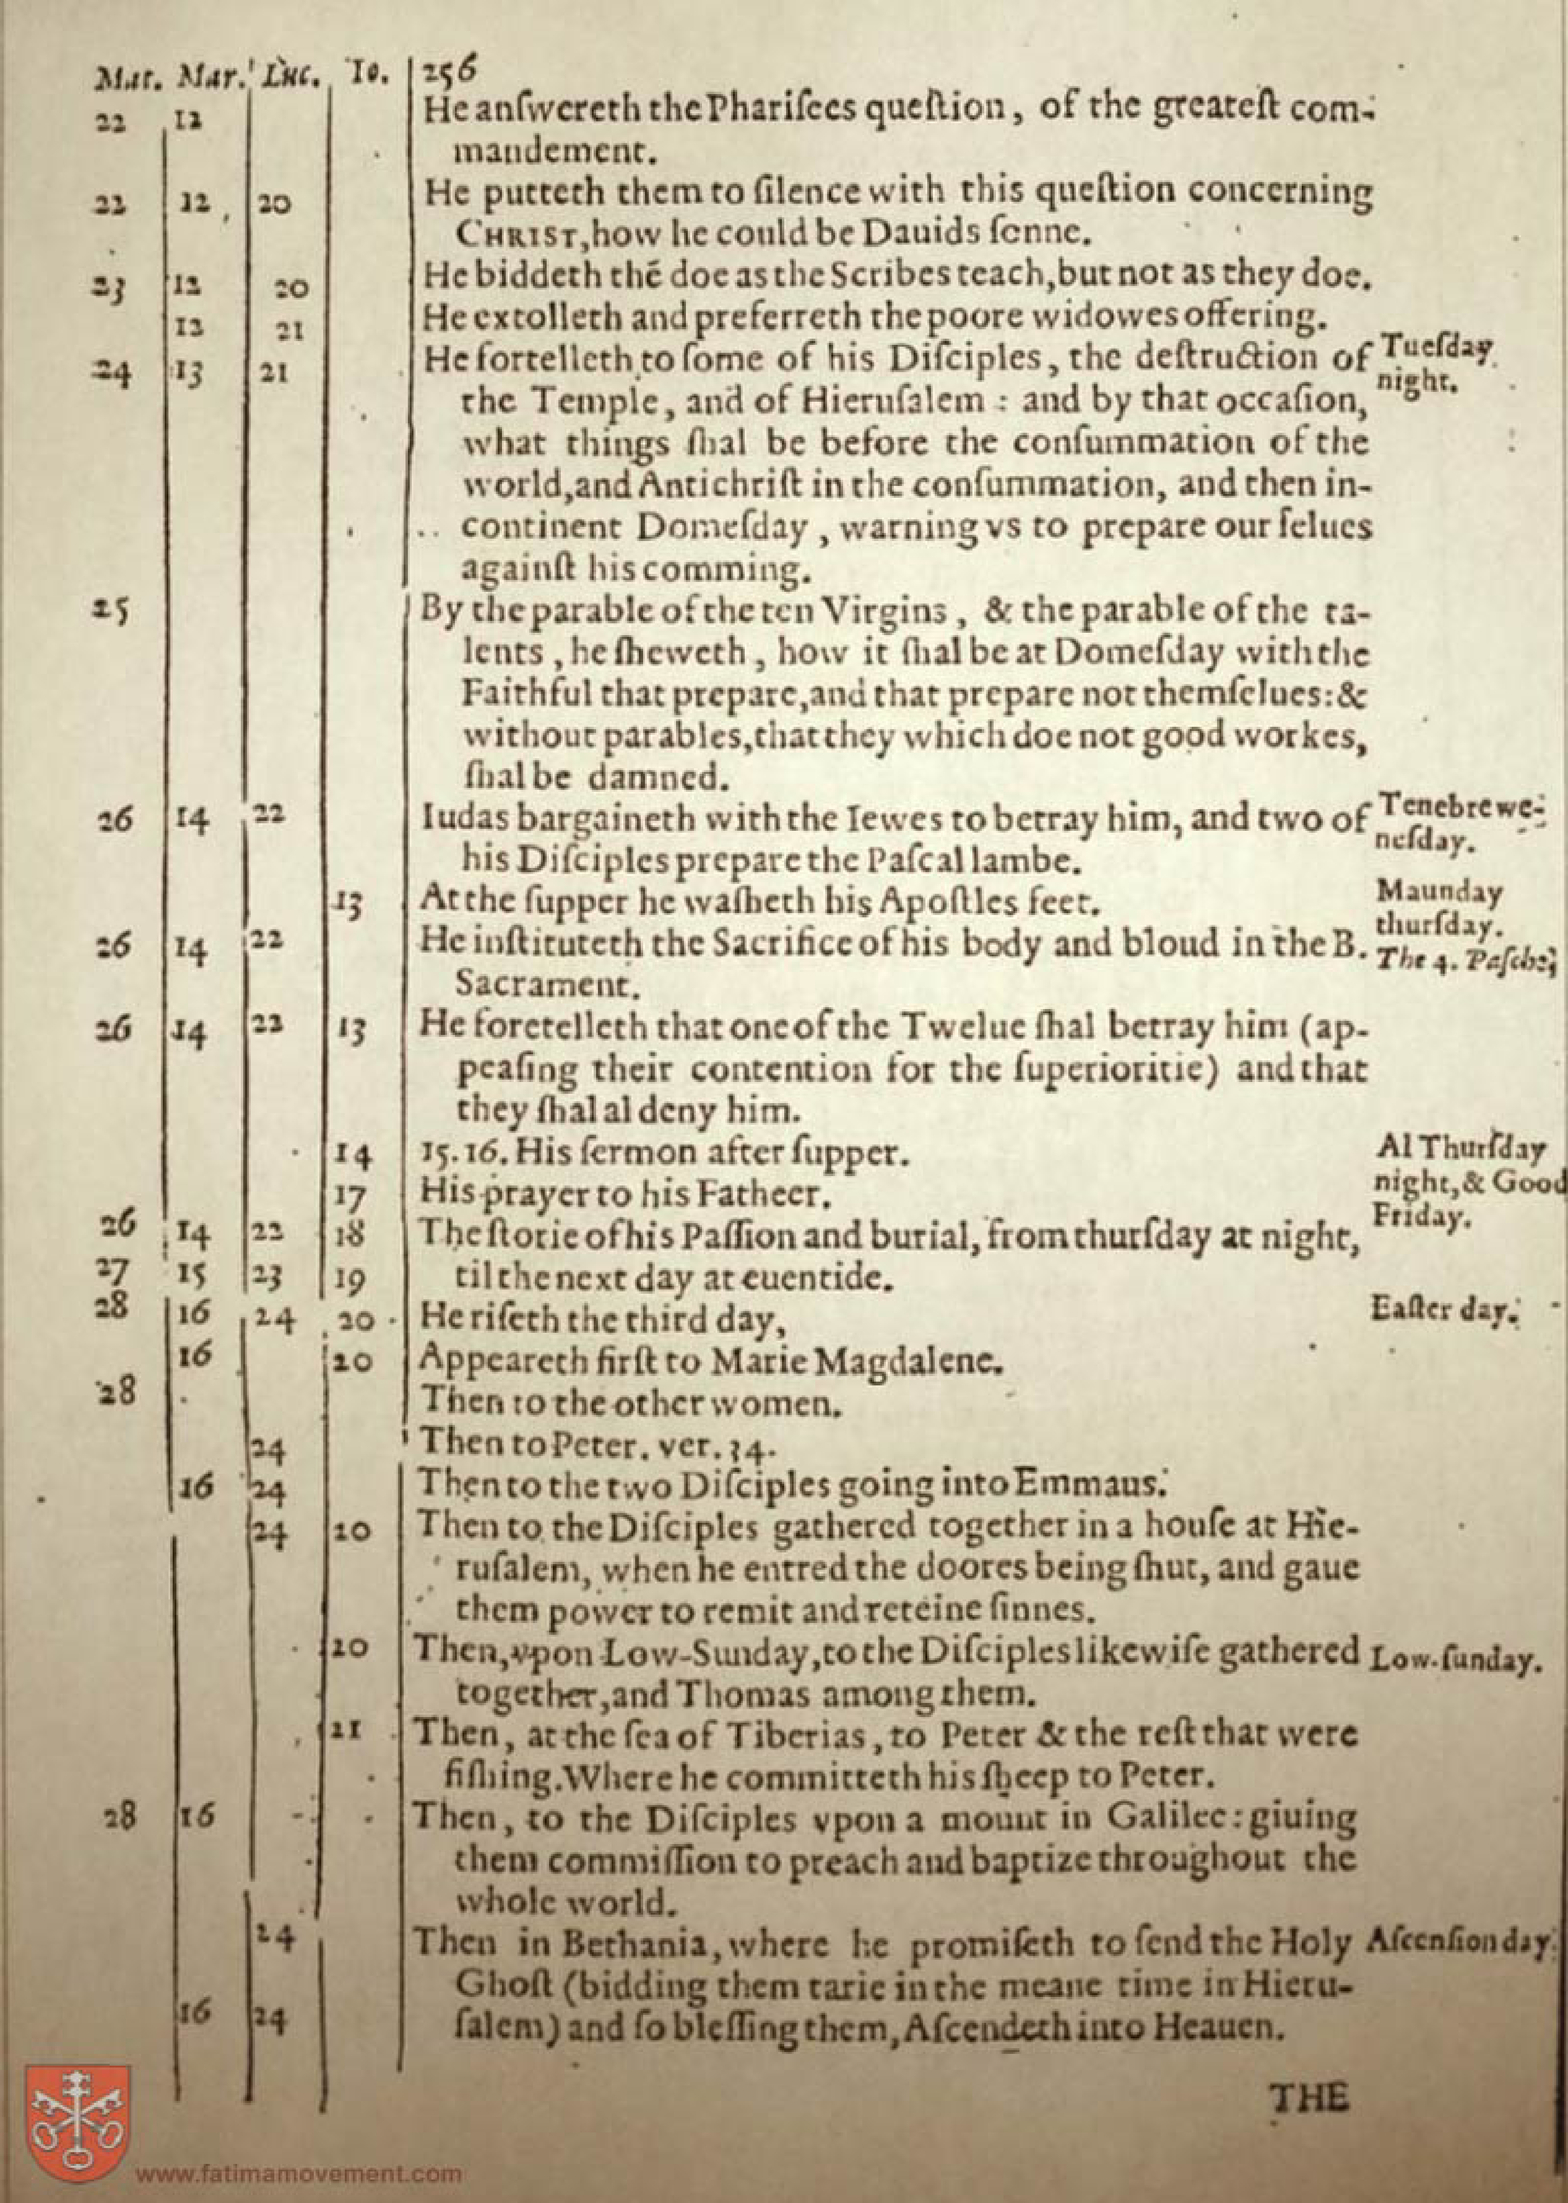 Mat. Mar. Luc. Io. 256
22 12 He anſwereth the Phariſees queſtion, of the greateſt com-
mandement.
22 12 20 He putteth them to ſilence with this queſtion concerning
CHRIST, how he could be Dauids ſonne.
23 12 20 He biddeth thē doe as the Scribes teach, but not as they doe.
12 21 He extolleth and preferreth the poore widowes offering.
24 13 21 He fortelleth to ſome of his Diſciples, the deſtruction of Tueſday
the Temple, and of Hieruſalem : and by that occaſion, night.
what things ſhal be before the conſummation of the
world, and Antichriſt in the conſummation, and then in-
continent Domeſday, warning vs to prepare our ſelues
againſt his comming.
25 By the parable of the ten Virgins, & the parable of the ta-
lents, he ſheweth, how it ſhal be at Domeſday with the
Faithful that prepare, and that prepare not themſelues: &
without parables, that they which doe not good workes,
ſhal be damned.
26 14 22 Iudas bargaineth with the Iewes to betray him, and two of Tenebre we-
his Diſciples prepare the Paſcal lambe. neſday.
13 At the ſupper he waſheth his Apoſtles feet. Maunday
thurſday.
26 14 22 He inſtituteth the Sacrifice of his body and bloud in the B. The 4. Paſche,
Sacrament.
26 14 22 13 He foretelleth that one of the Twelue ſhal betray him (ap-
peaſing their contention for the ſuperioritie) and that
they ſhal al deny him.
14 15. 16. His ſermon after ſupper. Al Thurſday
17 His prayer to his Fatheer. night, & Good
26 14 22 18 The ſtorie of his Paſſion and burial, from thurſday at night, Friday.
27 15 23 19 til the next day at euentide.
28 16 24 20 He riſeth the third day, Eaſter day.
16 20 Appeareth firſt to Marie Magdalene.
28 Then to the other women.
24 Then to Peter. ver. 34.
16 24 Then to the two Diſciples going into Emmaus.
24 20 Then to the Diſciples gathered together in a houſe at Hie-
ruſalem, when he entred the doores being ſhut, and gaue
them power to remit and reteine ſinnes.
20 Then, vpon Low-Sunday, to the Diſciples likewiſe gathered Low-ſunday.
together, and Thomas among them.
21 Then, at the ſea of Tiberias, to Peter & the reſt that were
fiſhing. Where he committeth his ſheep to Peter.
28 16 Then, to the Diſciples vpon a mount in Galilee: giuing
them commiſſion to preach and baptize throughout the
whole world.
24 Then in Bethania, where he promiſeth to ſend the Holy Aſcenſion day.
Ghoſt (bidding them tarie in the meane time in Hieru-
16 24 ſalem) and ſo bleſſing them, Aſcendeth into Heauen.
THE
www.fatimamovement.com